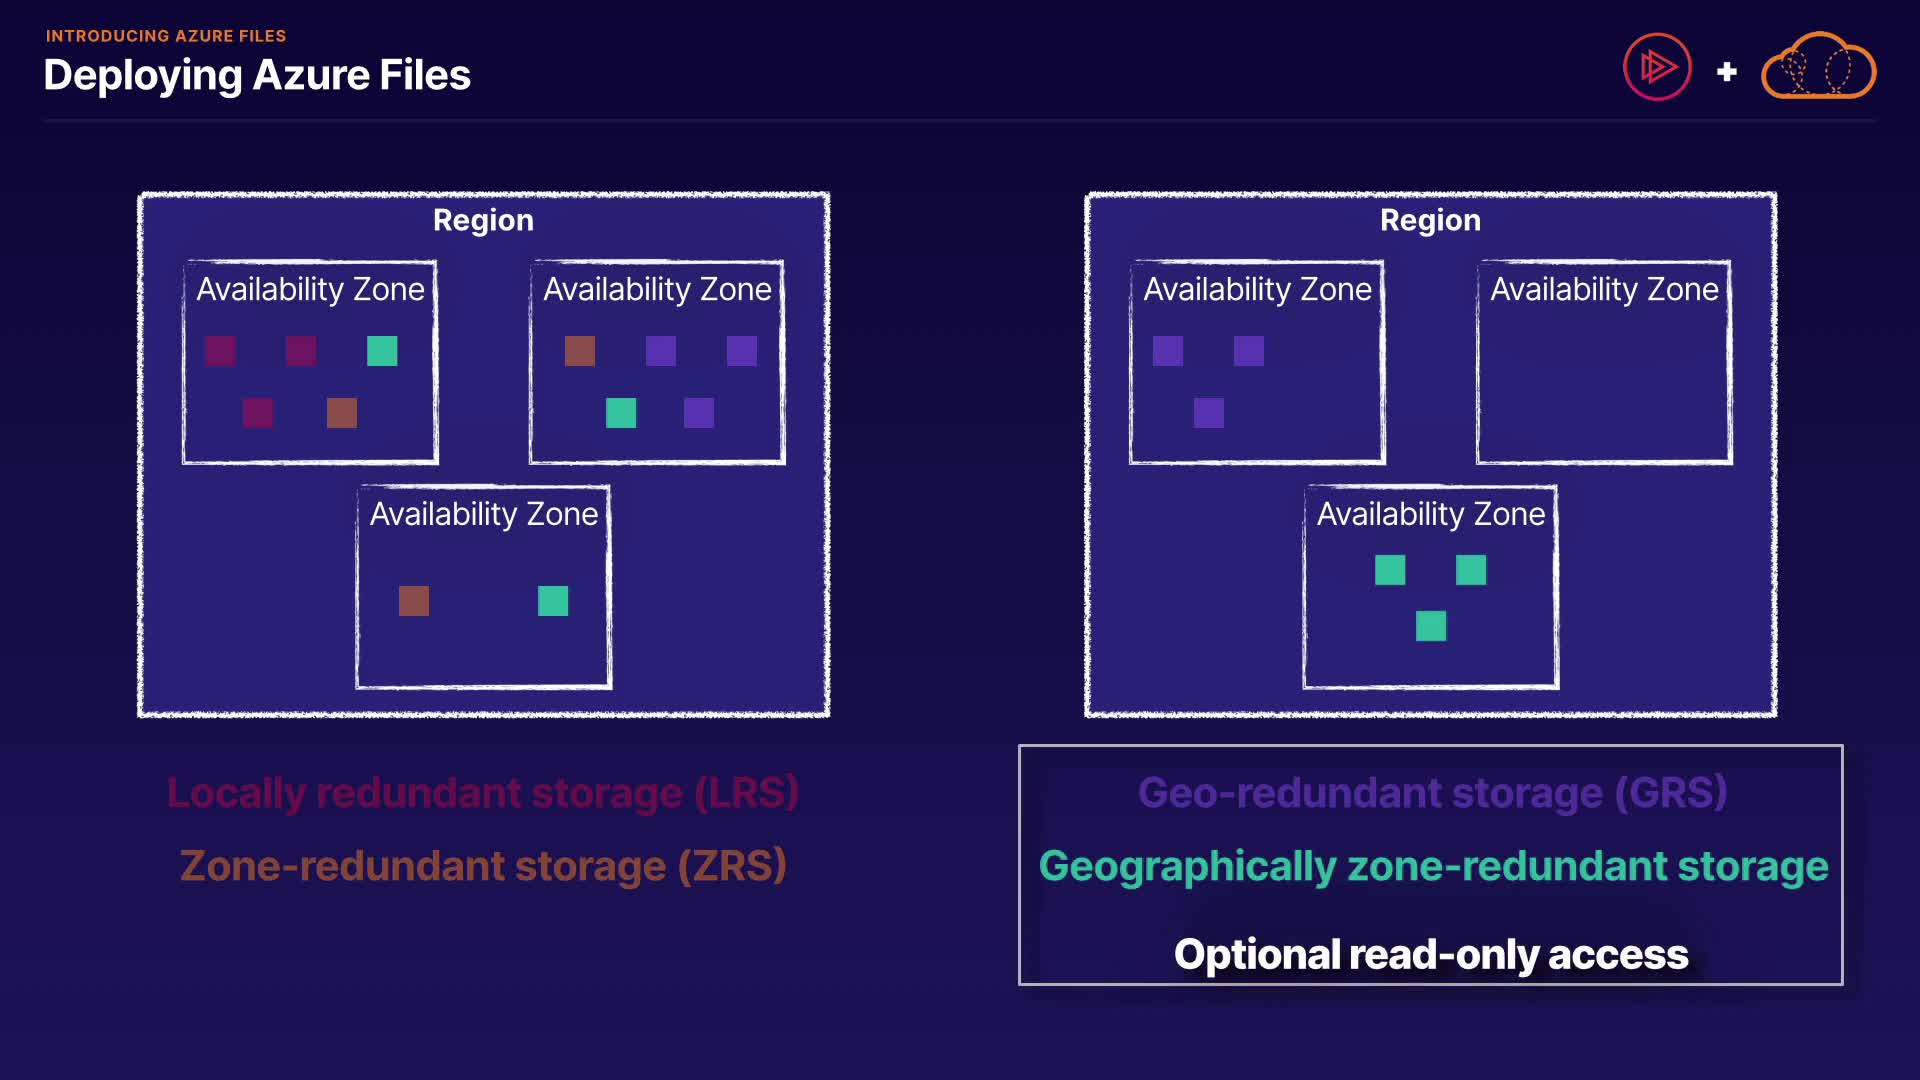 INTRODUCING AZURE FILES
Deploying Azure Files
Region
Availability Zone
Availability Zone
Availability Zone
Region
Availability Zone
Availability Zone
Availability Zone
Locally redundant storage (LRS)
Zone-redundant storage (ZRS)
Geo-redundant storage (GRS)
Geographically zone-redundant storage
Optional read-only access